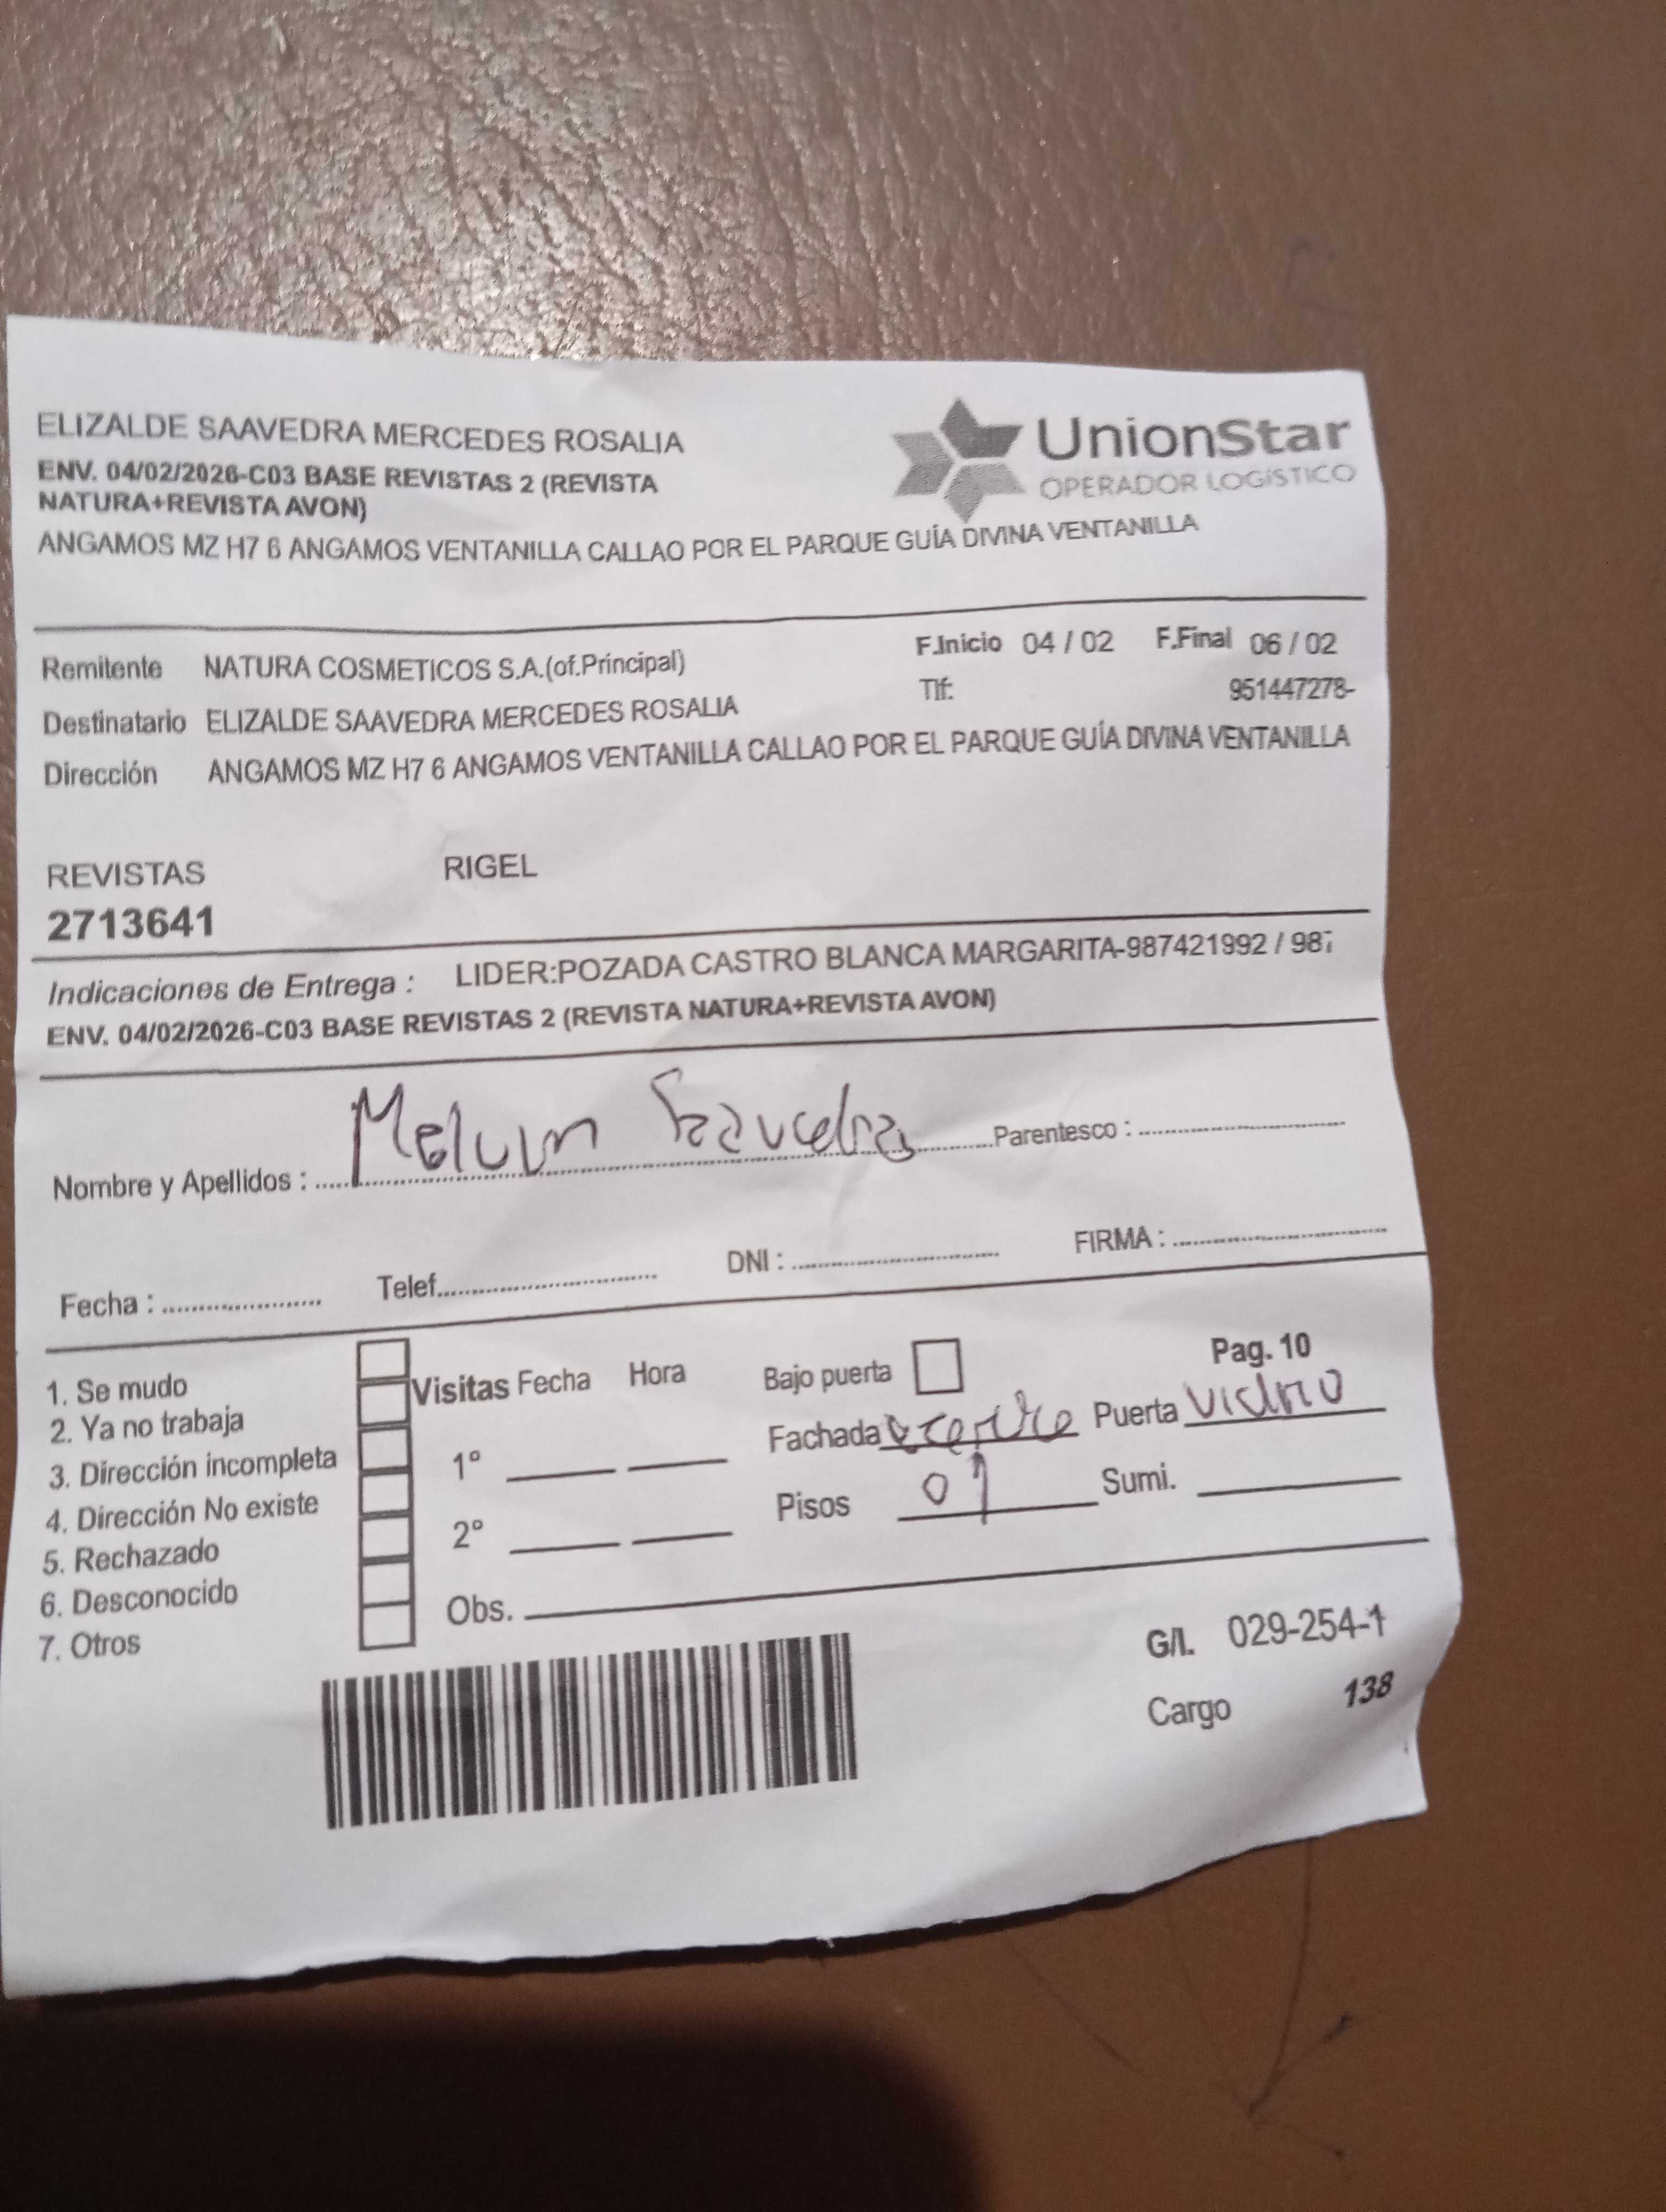 ELIZALDE SAAVEDRA MERCEDES ROSALIA
ENV. 04/02/2026-C03 BASE REVISTAS 2 (REVISTA
NATURA+REVISTA AVON)
UnionStar
OPERADOR LOGÍSTICO
ANGAMOS MZ H7 6 ANGAMOS VENTANILLA CALLAO POR EL PARQUE GUÍA DIVINA VENTANILLA
Remitente NATURA COSMETICOS S.A.(of.Principal) F.Inicio 04 / 02 F.Final 06 / 02
Destinatario ELIZALDE SAAVEDRA MERCEDES ROSALIA Tlf: 951447278-
Dirección ANGAMOS MZ H7 6 ANGAMOS VENTANILLA CALLAO POR EL PARQUE GUÍA DIVINA VENTANILLA
REVISTAS RIGEL
2713641
Indicaciones de Entrega : LIDER:POZADA CASTRO BLANCA MARGARITA-987421992 / 98
ENV. 04/02/2026-C03 BASE REVISTAS 2 (REVISTA NATURA+REVISTA AVON)
Nombre y Apellidos : Melvin Saavedra Parentesco :
Fecha : Telef. DNI : FIRMA :
Pag. 10
1. Se mudo Visitas Fecha Hora Bajo puerta
2. Ya no trabaja Fachada Puerta Vidrio
3. Dirección incompleta 1°
4. Dirección No existe Pisos 01 Sumi.
5. Rechazado 2°
6. Desconocido Obs.
7. Otros
G/L 029-254-1
Cargo 138